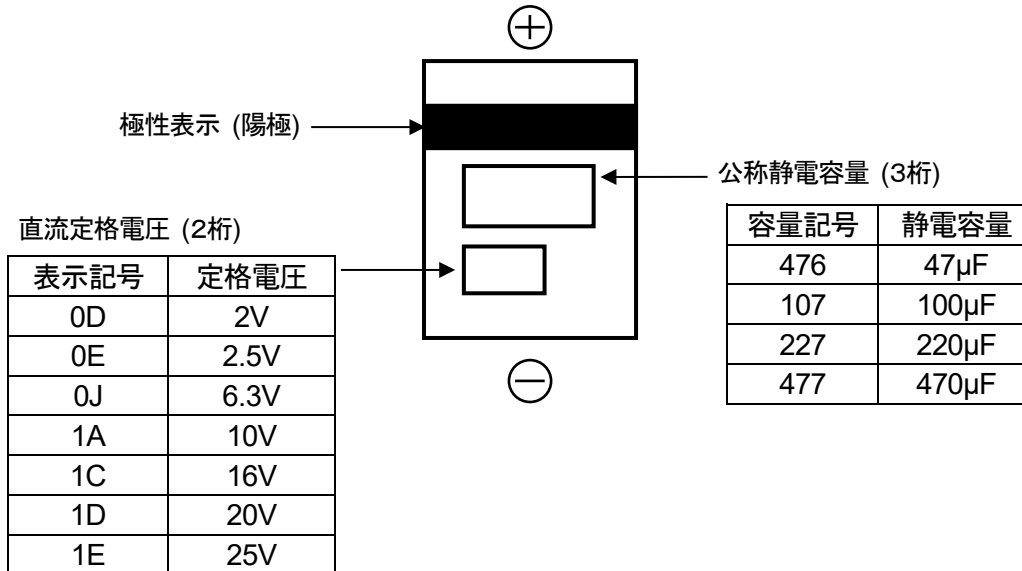 ⊕
極性表示 (陽極)
公称静電容量 (3桁)
容量記号 静電容量
476 47µF
107 100µF
227 220µF
477 470µF
直流定格電圧 (2桁)
表示記号 定格電圧
0D 2V
0E 2.5V
0J 6.3V
1A 10V
1C 16V
1D 20V
1E 25V
⊖